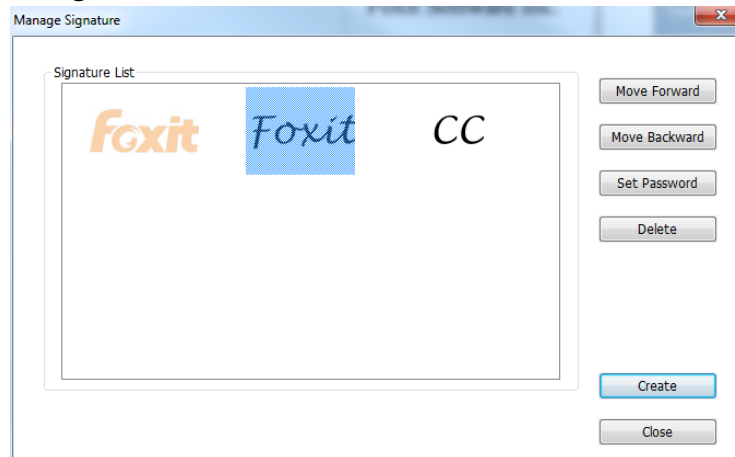 Manage Signature
Signature List
foxit
Foxit
CC
Move Forward
Move Backward
Set Password
Delete
Create
Close